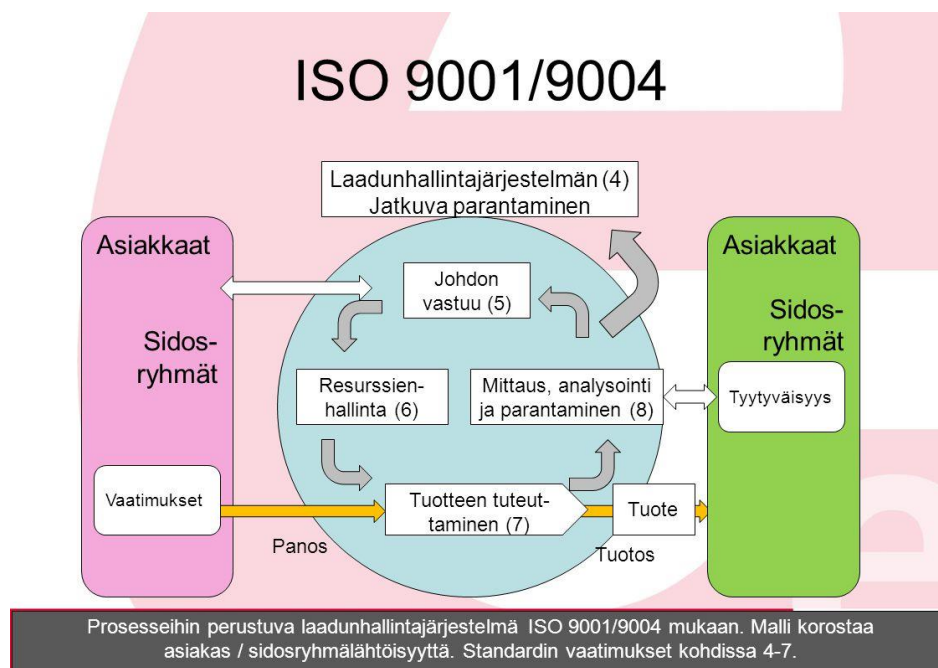 ISO 9001/9004
Laadunhallintajärjestelmän (4)
Jatkuva parantaminen
Asiakkaat
Sidos-
ryhmät
Vaatimukset
Johdon
vastuu (5)
Resurssien-
hallinta (6)
Mittaus, analysointi
ja parantaminen (8)
Tuotteen tuteut-
taminen (7)
Tuote
Panos
Tuotos
Asiakkaat
Sidos-
ryhmät
Tyytyväisyys
Prosesseihin perustuva laadunhallintajärjestelmä ISO 9001/9004 mukaan. Malli korostaa
asiakas / sidosryhmälähtöisyyttä. Standardin vaatimukset kohdissa 4-7.